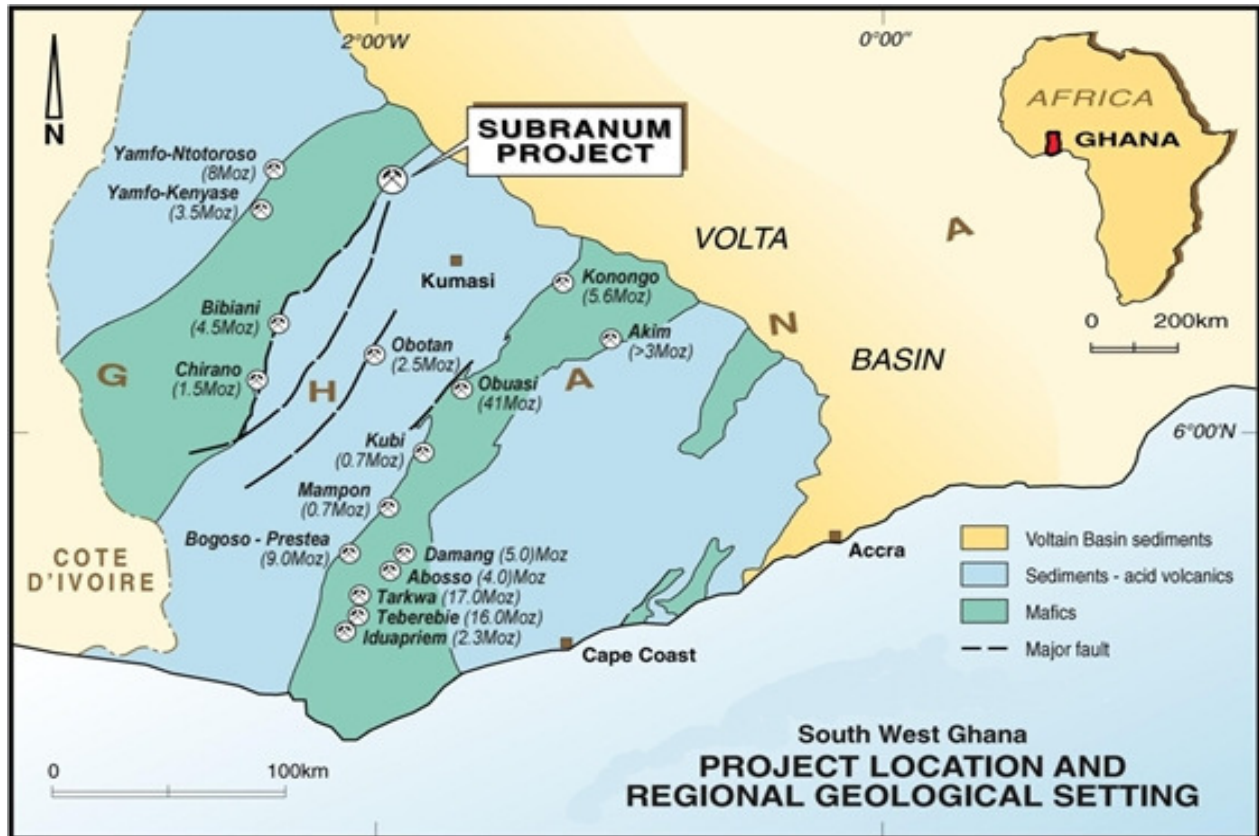 2°00'W
0°00"
N
SUBRANUM
PROJECT
AFRICA
GHANA
0 200km
Yamfo-Ntotoroso
(8Moz)
Yamfo-Kenyase
(3.5Moz)
Kumasi
VOLTA
BASIN
Konongo
(5.6Moz)
Bibiani
(4.5Moz)
Akim
(>3Moz)
Obotan
(2.5Moz)
Chirano
(1.5Moz)
G H A N A
Obuasi
(41Moz)
6°00'N
Kubi
(0.7Moz)
Mampon
(0.7Moz)
Bogoso - Prestea
(9.0Moz)
Damang (5.0)Moz
Abosso (4.0)Moz
Tarkwa (17.0Moz)
Teberebie (16.0Moz)
Iduapriem (2.3Moz)
COTE
D'IVOIRE
Accra
Cape Coast
Voltain Basin sediments
Sediments - acid volcanics
Mafics
Major fault
0 100km
South West Ghana
PROJECT LOCATION AND
REGIONAL GEOLOGICAL SETTING